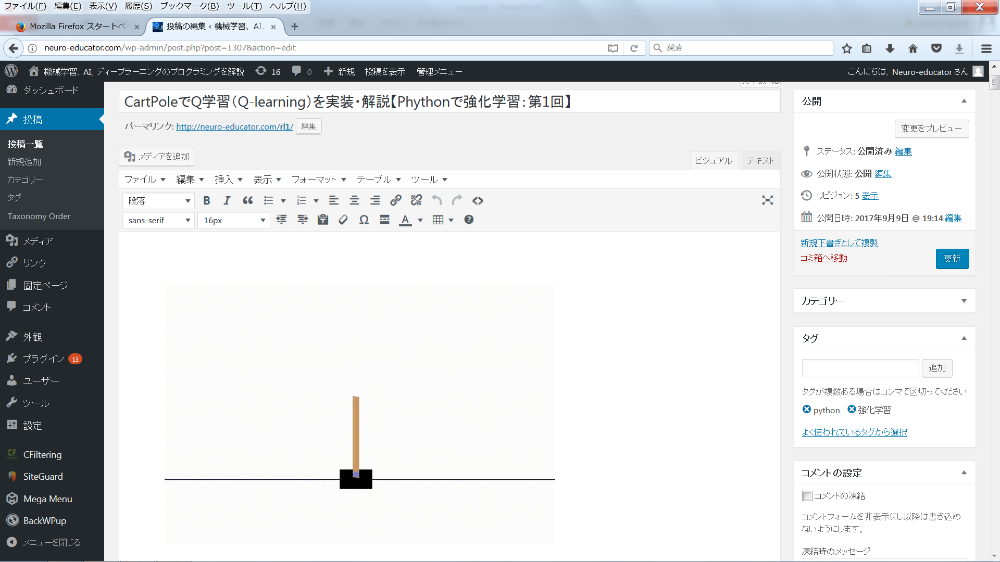 ファイル(F) 編集(E) 表示(V) 履歴(S) ブックマーク(B) ツール(T) ヘルプ(H)
Mozilla Firefox スタートペー
投稿の編集 ‹ 機械学習、AI、
neuro-educator.com/wp-admin/post.php?post=1307&action=edit
検索
機械学習、AI、ディープラーニングのプログラミングを解説 16 0 新規 投稿を表示 管理メニュー
こんにちは、Neuro-educator さん
ダッシュボード
投稿
投稿一覧
新規追加
カテゴリー
タグ
Taxonomy Order
メディア
リンク
固定ページ
コメント
外観
プラグイン 13
ユーザー
ツール
設定
CFiltering
SiteGuard
Mega Menu
BackWPup
メニューを閉じる
CartPoleでQ学習（Q-learning）を実装・解説【Phythonで強化学習：第1回】
パーマリンク: http://neuro-educator.com/rl1/ 編集
メディアを追加
ビジュアル テキスト
ファイル 編集 挿入 表示 フォーマット テーブル ツール
段落
sans-serif 16px
公開
変更をプレビュー
ステータス: 公開済み 編集
公開状態: 公開 編集
リビジョン: 5 表示
公開日時: 2017年9月9日 @ 19:14 編集
新規下書きとして複製
ゴミ箱へ移動
更新
カテゴリー
タグ
追加
タグが複数ある場合はコンマで区切ってください
python 強化学習
よく使われているタグから選択
コメントの設定
コメントの凍結
コメントフォームを非表示にし以降は書き込め
ないようにします。
凍結時のメッセージ